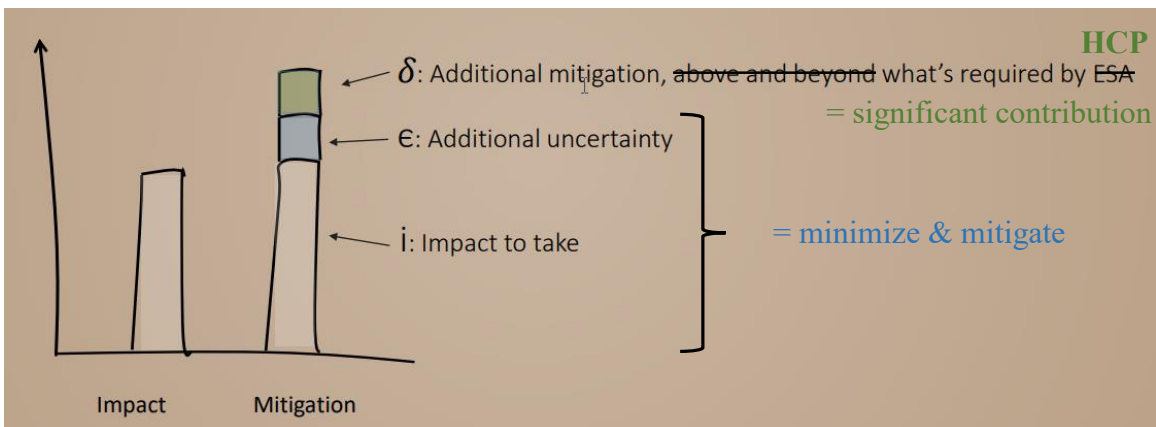 HCP
δ: Additional mitigation, above and beyond what's required by ESA
= significant contribution
Є: Additional uncertainty
= minimize & mitigate
i: Impact to take
Impact Mitigation